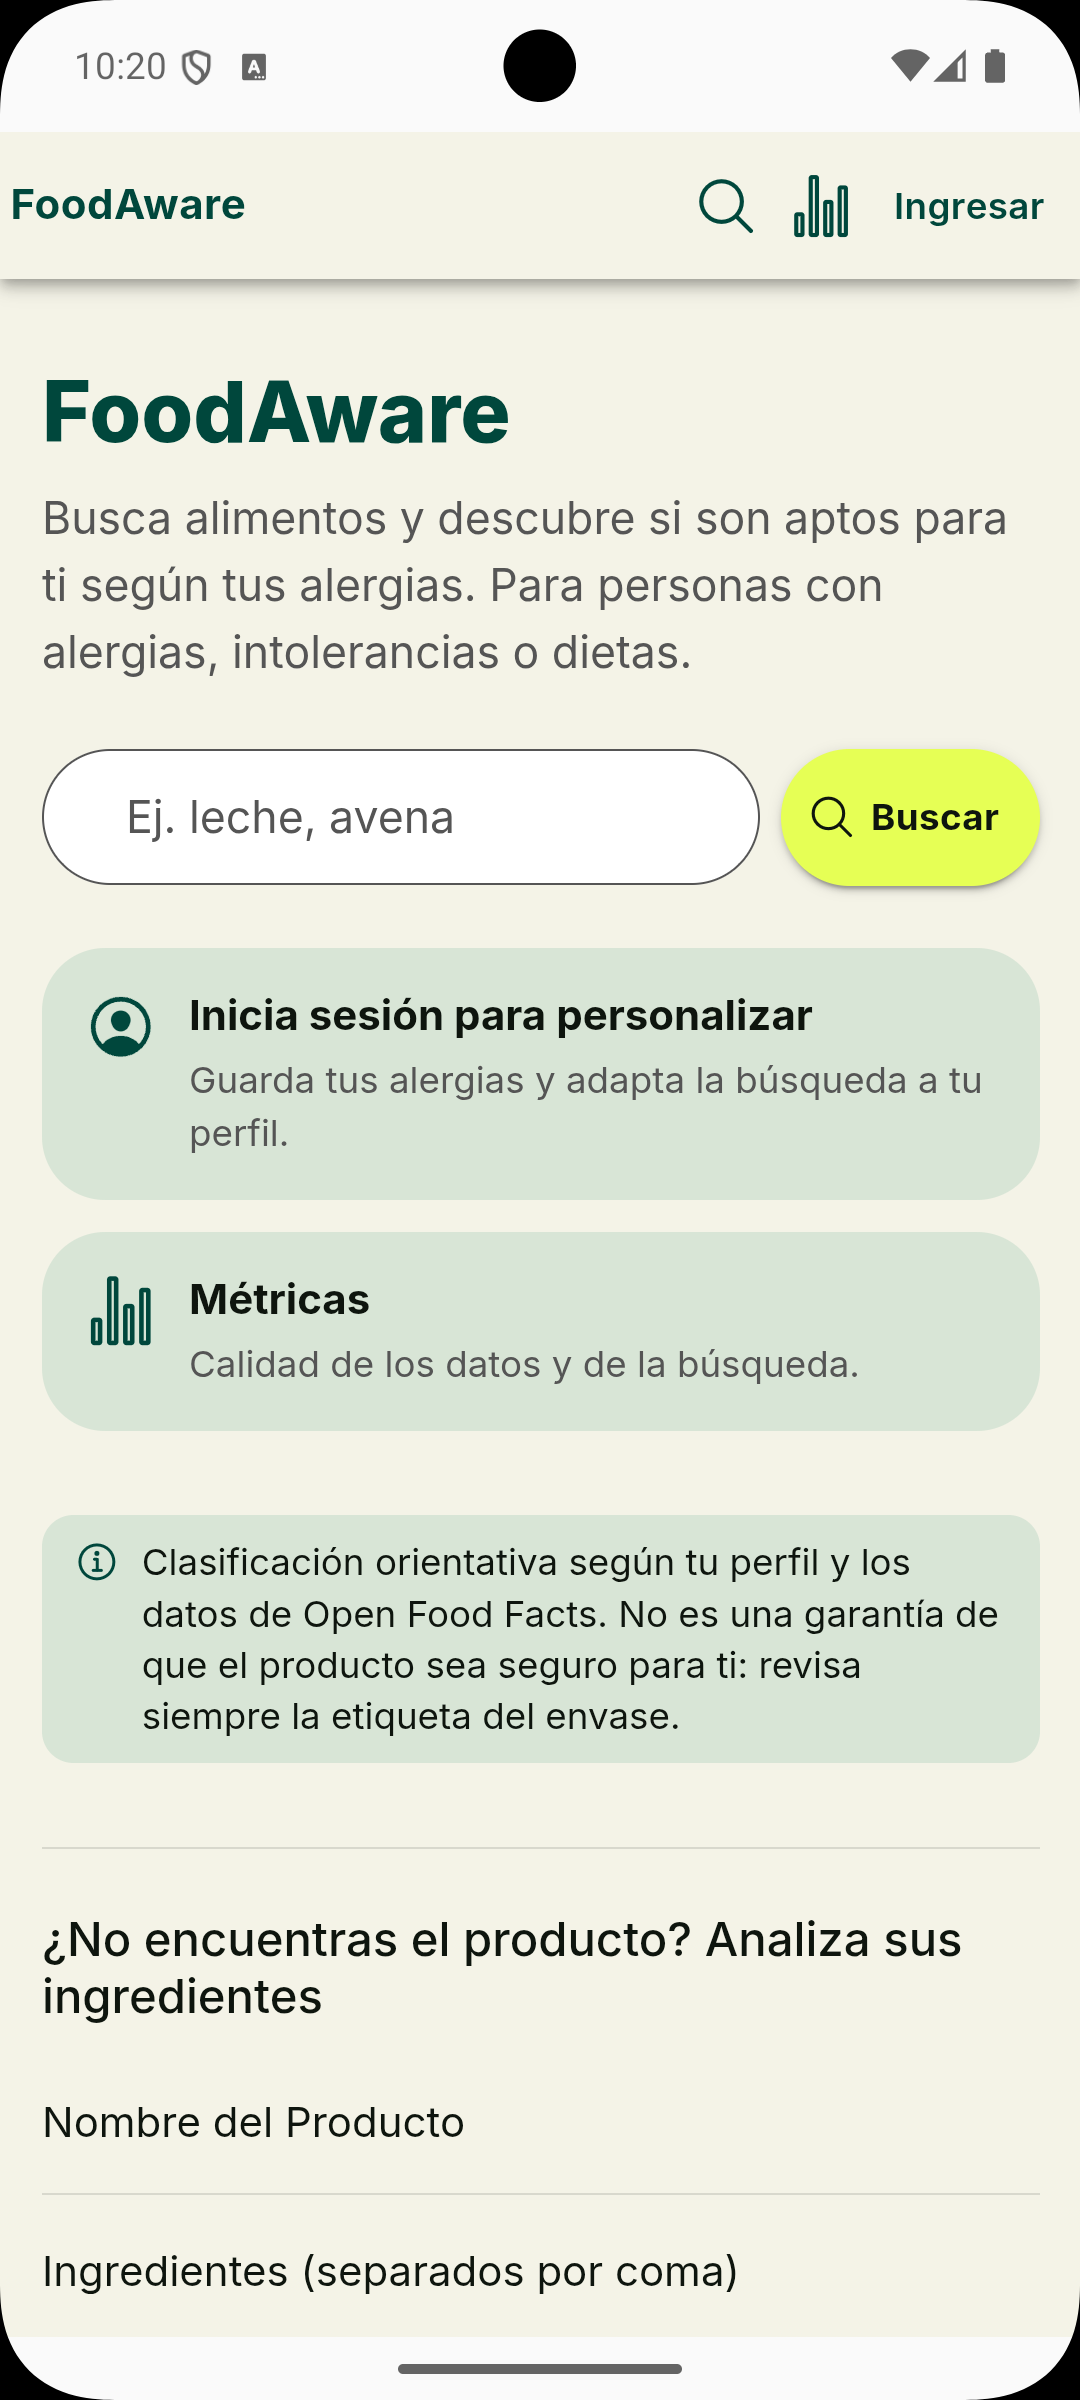 10:20
FoodAware
Ingresar
FoodAware
Busca alimentos y descubre si son aptos para
ti según tus alergias. Para personas con
alergias, intolerancias o dietas.
Ej. leche, avena
Buscar
Inicia sesión para personalizar
Guarda tus alergias y adapta la búsqueda a tu
perfil.
Métricas
Calidad de los datos y de la búsqueda.
Clasificación orientativa según tu perfil y los
datos de Open Food Facts. No es una garantía de
que el producto sea seguro para ti: revisa
siempre la etiqueta del envase.
¿No encuentras el producto? Analiza sus
ingredientes
Nombre del Producto
Ingredientes (separados por coma)